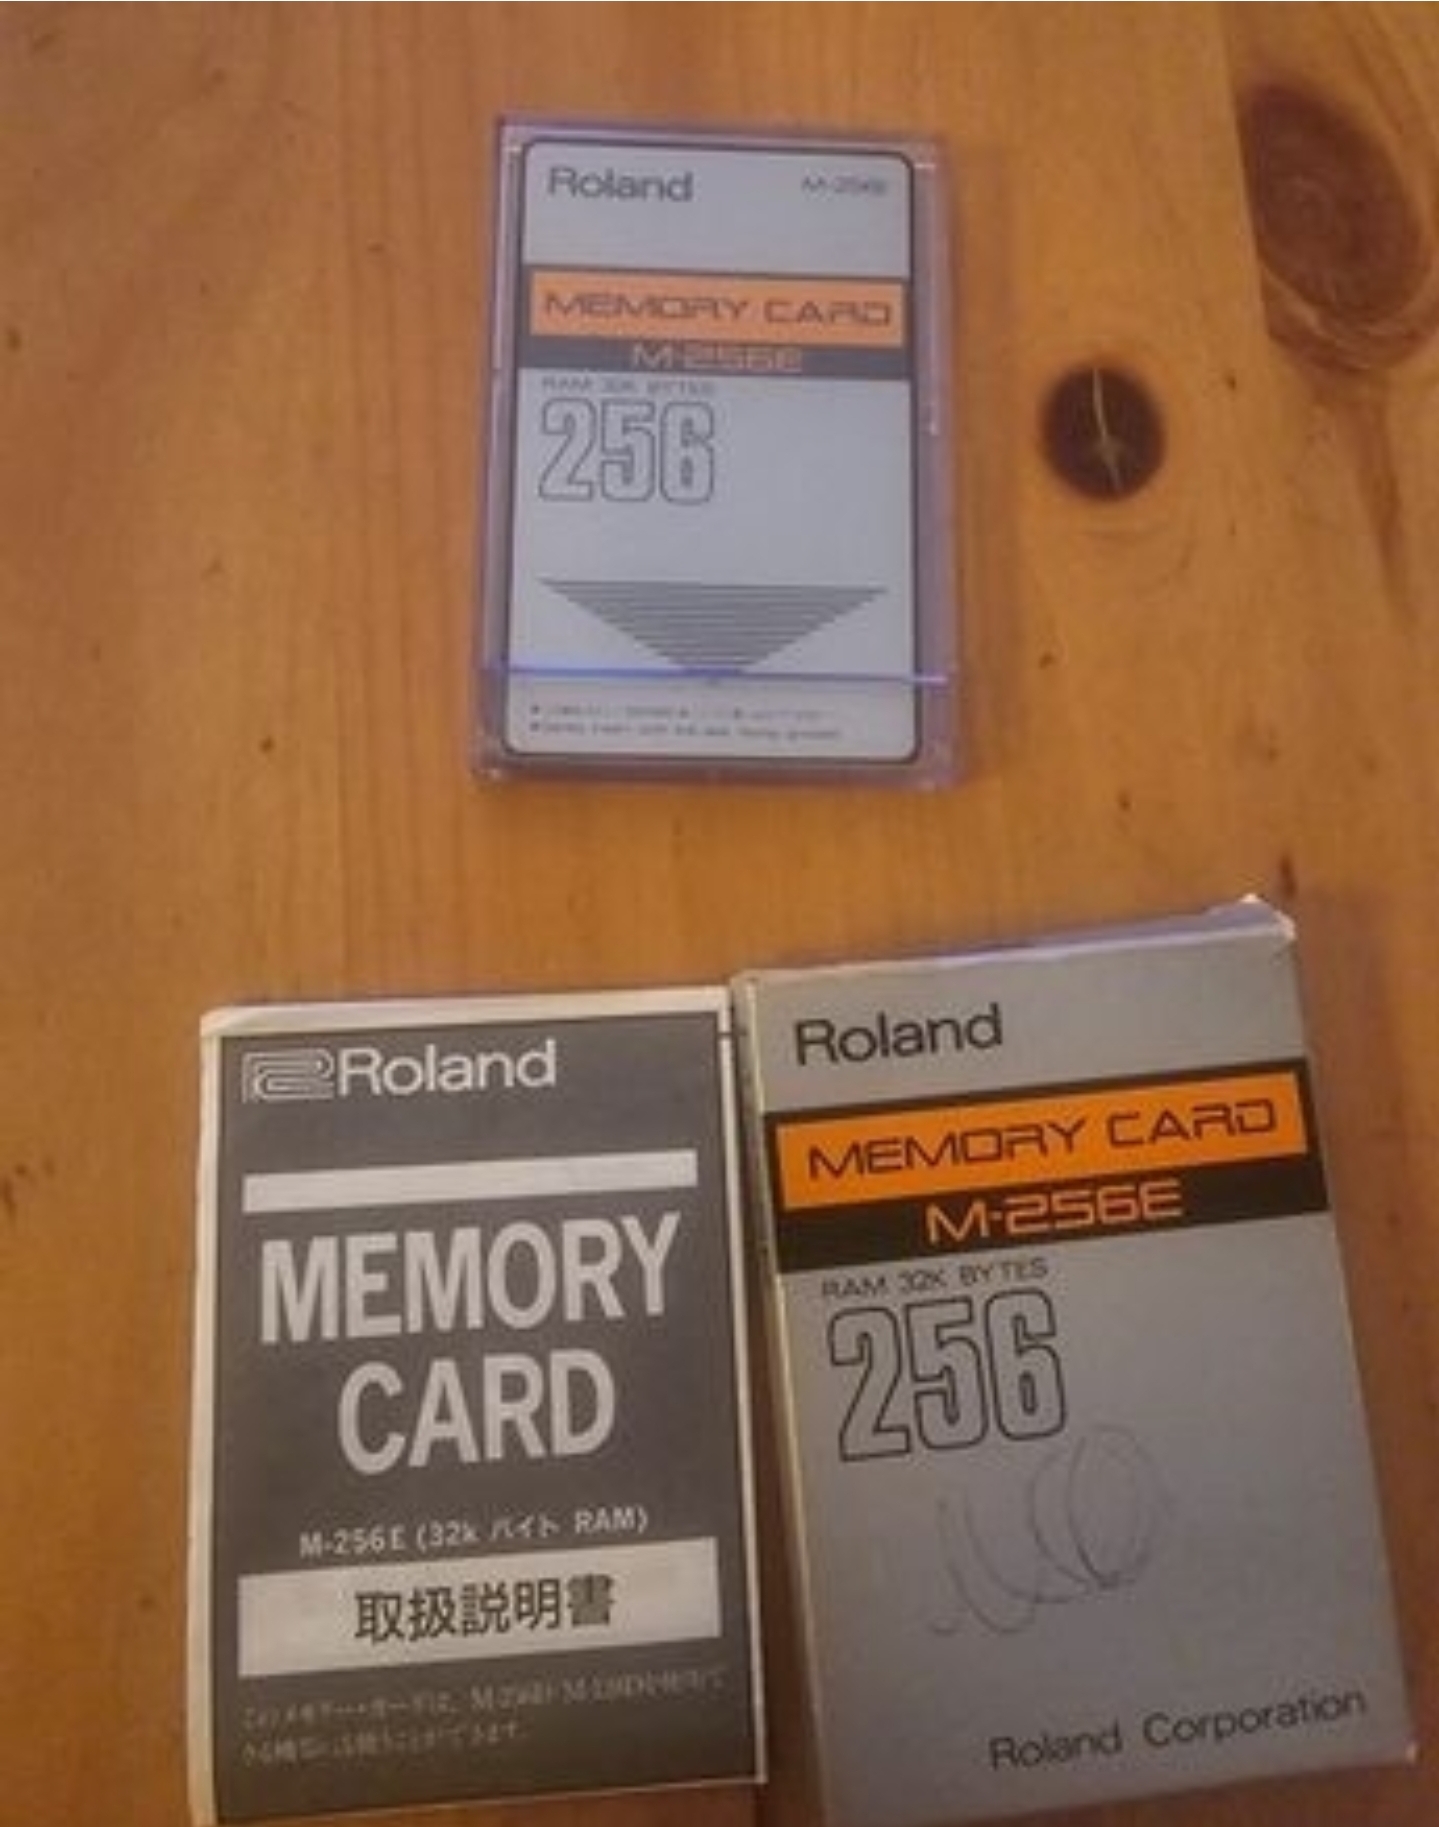 Roland
MEMORY CARD
M-256E
RAM 32K BYTES
256
Roland
MEMORY
CARD
M-256E (32k バイト RAM)
取扱説明書
Roland
MEMORY CARD
M-256E
RAM 32K BYTES
256
Roland Corporation